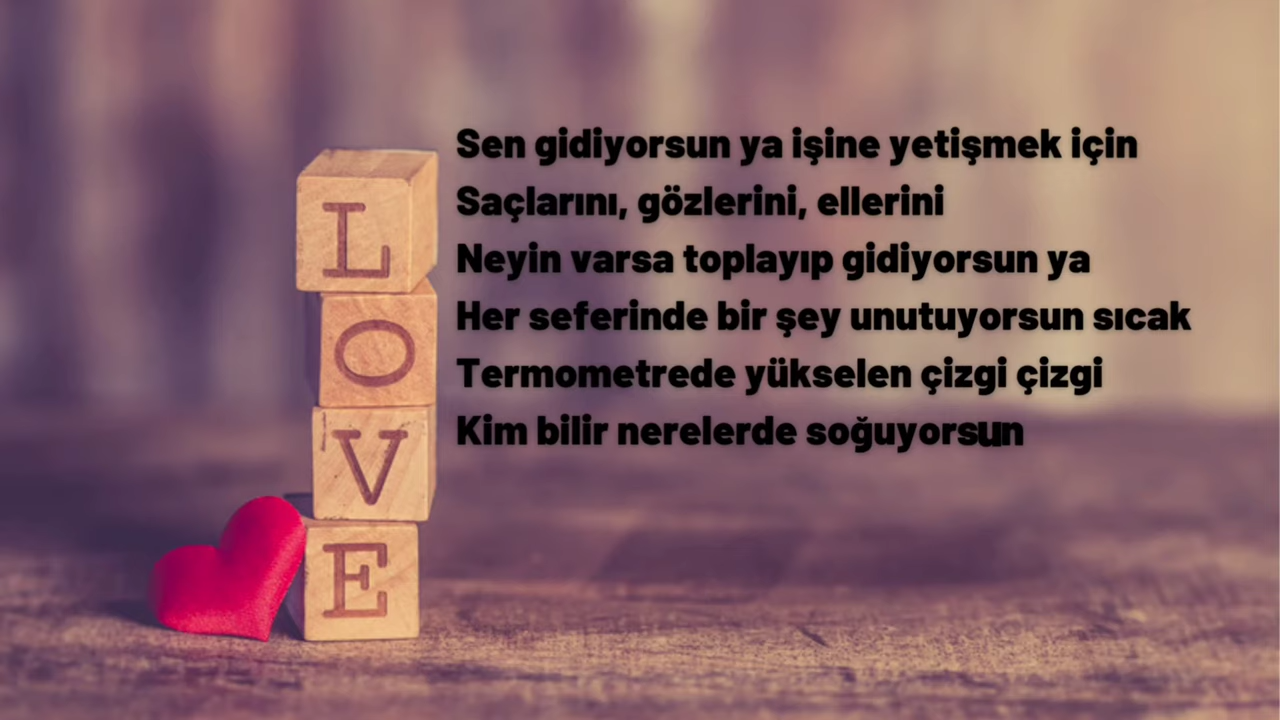 Sen gidiyorsun ya işine yetişmek için
Saçlarını, gözlerini, ellerini
Neyin varsa toplayıp gidiyorsun ya
Her seferinde bir şey unutuyorsun sıcak
Termometrede yükselen çizgi çizgi
Kim bilir nerelerde soğuyorsun
L
O
V
E